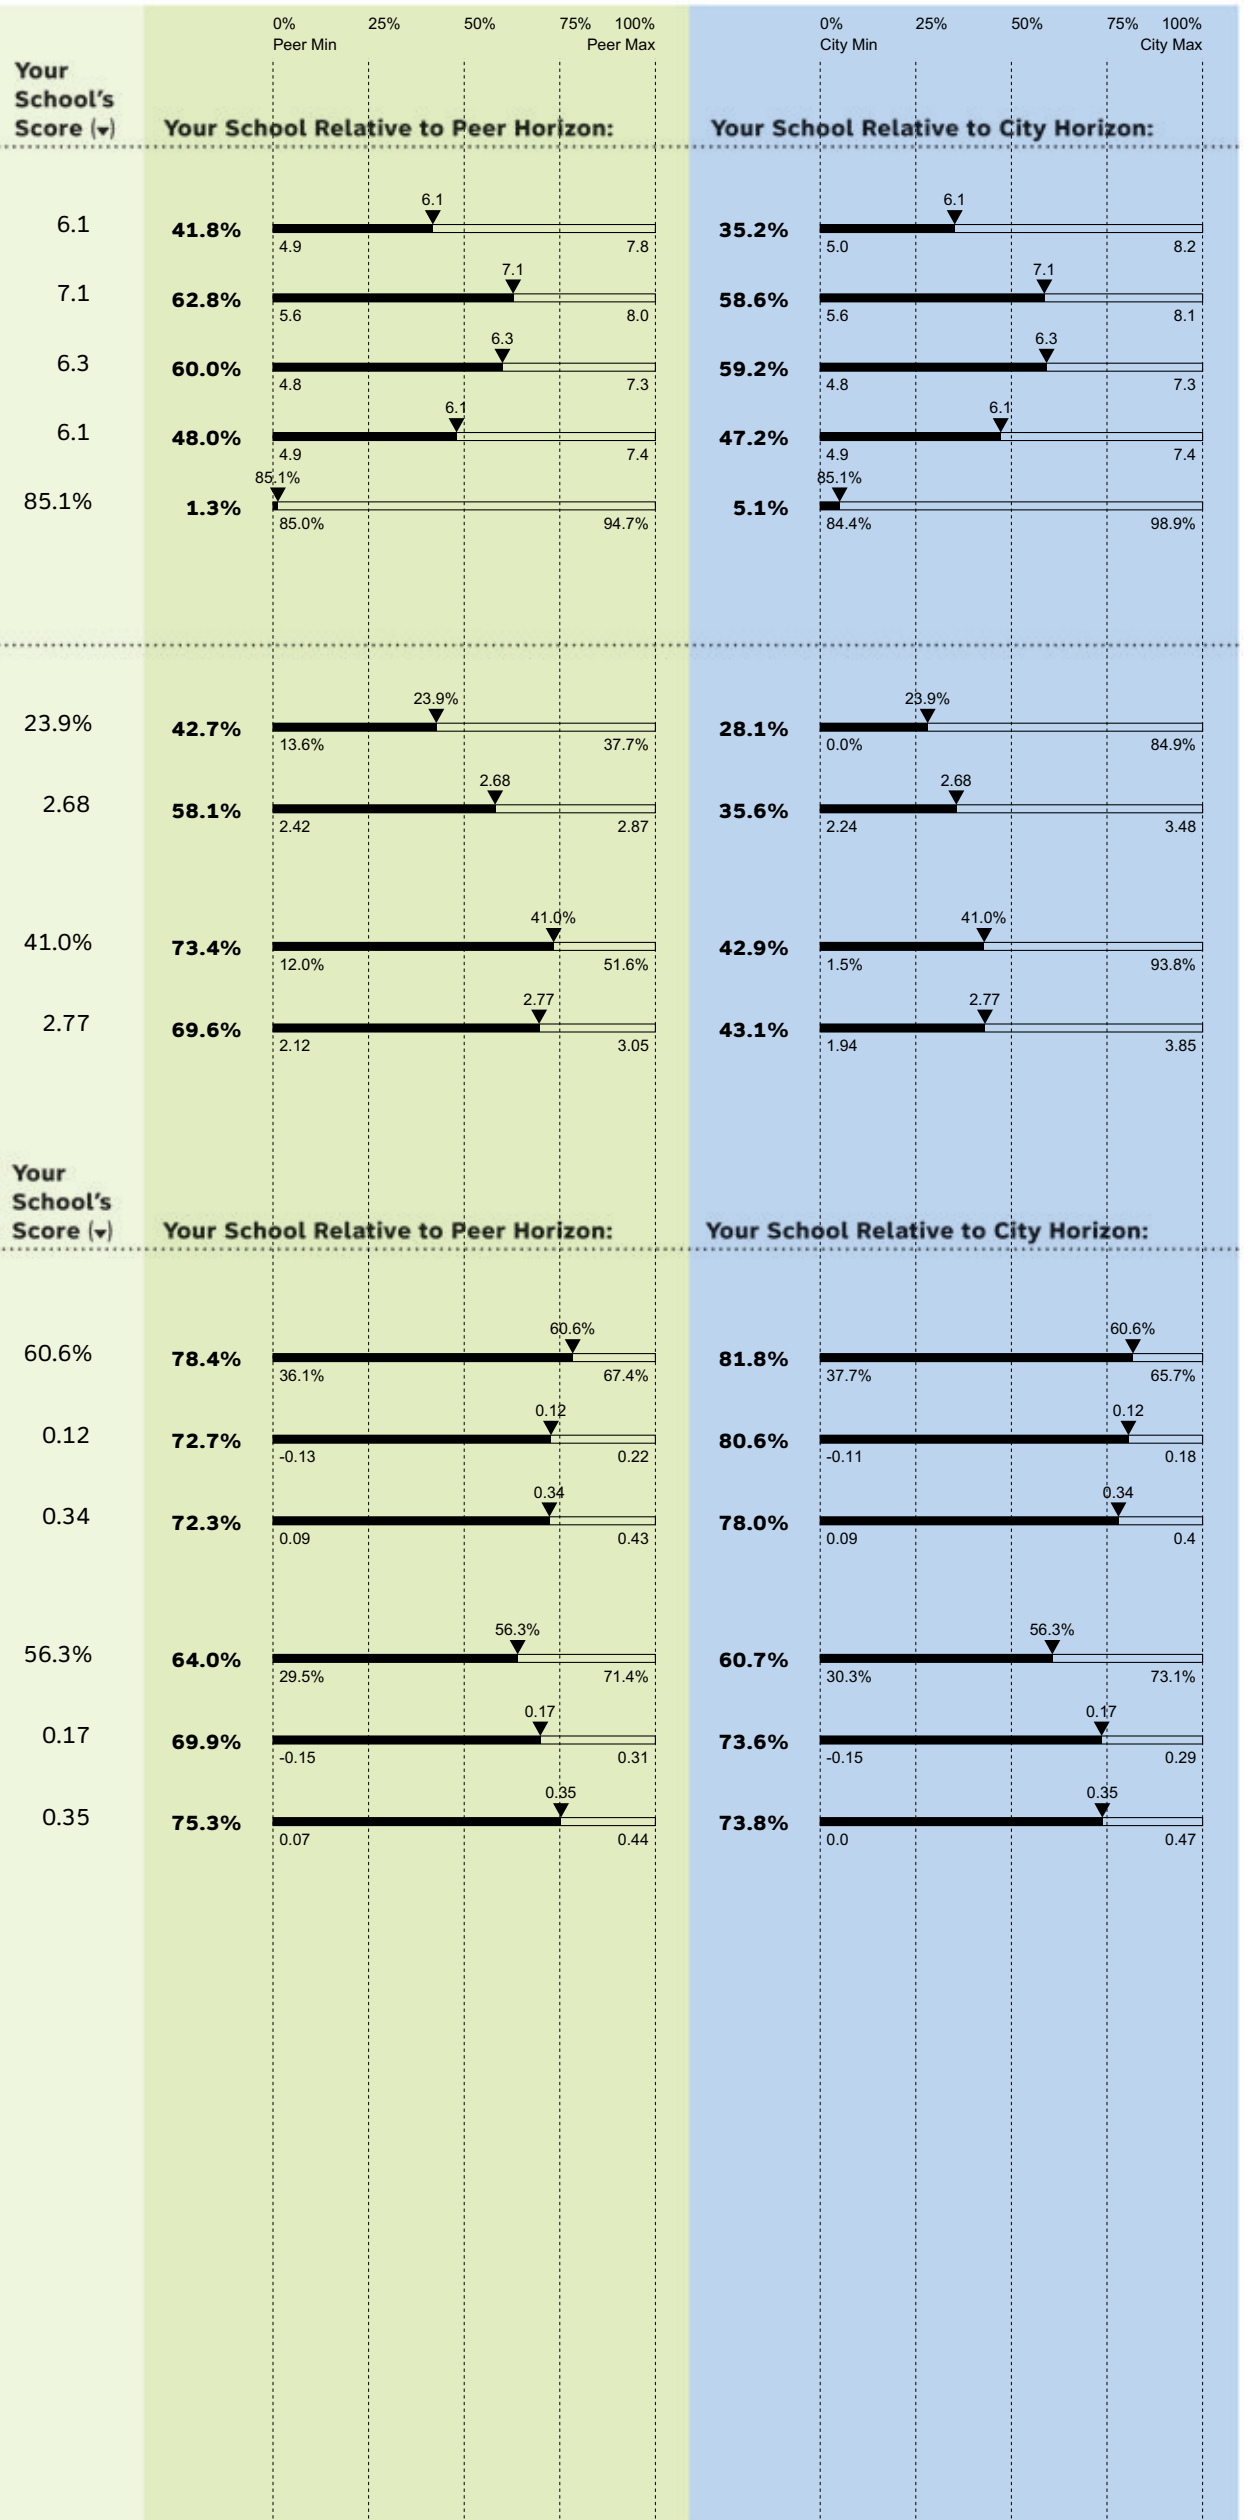 0% 25% 50% 75% 100% 0% 25% 50% 75% 100%
Peer Min Peer Max City Min City Max
Your
School's
Score (▾) Your School Relative to Peer Horizon: Your School Relative to City Horizon:
6.1 6.1
6.1 41.8% 35.2%
4.9 7.8 5.0 8.2
7.1 7.1
7.1 62.8% 58.6%
5.6 8.0 5.6 8.1
6.3 6.3
6.3 60.0% 59.2%
4.8 7.3 4.8 7.3
6.1 6.1
6.1 48.0% 47.2%
4.9 7.4 4.9 7.4
85.1% 85.1%
85.1% 1.3% 5.1%
85.0% 94.7% 84.4% 98.9%
23.9% 23.9%
23.9% 42.7% 28.1%
13.6% 37.7% 0.0% 84.9%
2.68 2.68
2.68 58.1% 35.6%
2.42 2.87 2.24 3.48
41.0% 41.0%
41.0% 73.4% 42.9%
12.0% 51.6% 1.5% 93.8%
2.77 2.77
2.77 69.6% 43.1%
2.12 3.05 1.94 3.85
Your
School's
Score (▾) Your School Relative to Peer Horizon: Your School Relative to City Horizon:
60.6% 60.6%
60.6% 78.4% 81.8%
36.1% 67.4% 37.7% 65.7%
0.12 0.12
0.12 72.7% 80.6%
-0.13 0.22 -0.11 0.18
0.34 0.34
0.34 72.3% 78.0%
0.09 0.43 0.09 0.4
56.3% 56.3%
56.3% 64.0% 60.7%
29.5% 71.4% 30.3% 73.1%
0.17 0.17
0.17 69.9% 73.6%
-0.15 0.31 -0.15 0.29
0.35 0.35
0.35 75.3% 73.8%
0.07 0.44 0.0 0.47